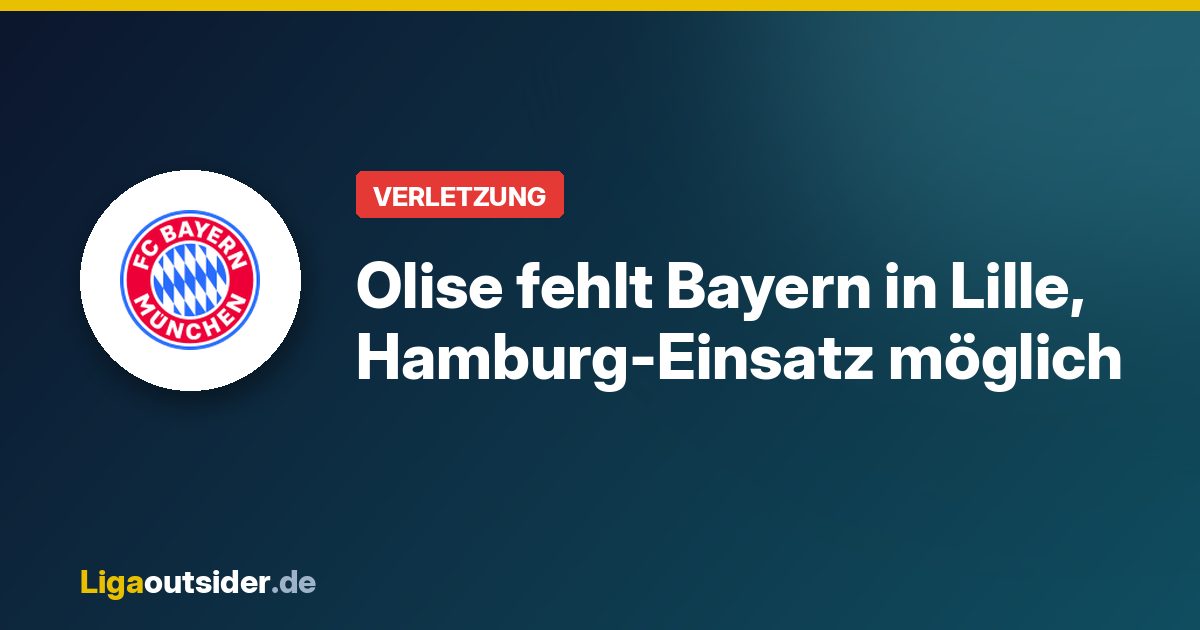 FC BAYERN
MÜNCHEN
VERLETZUNG
Olise fehlt Bayern in Lille,
Hamburg-Einsatz möglich
Ligaoutsider.de